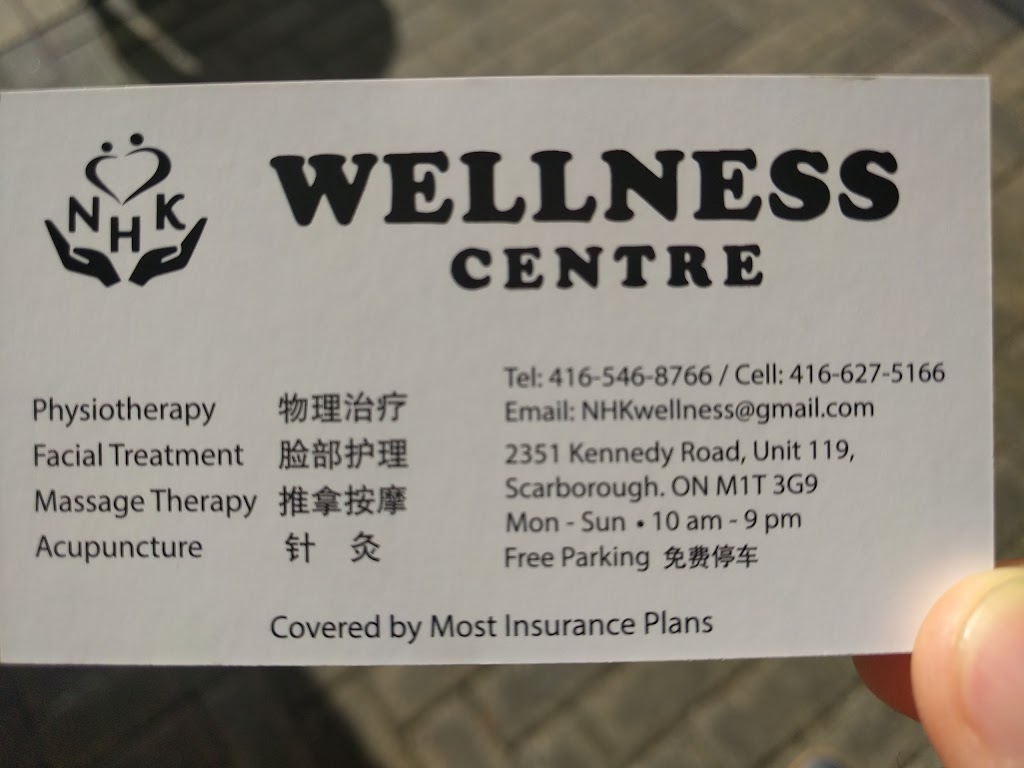 NHK
WELLNESS
CENTRE
Physiotherapy 物理治疗
Facial Treatment 脸部护理
Massage Therapy 推拿按摩
Acupuncture 针 灸
Tel: 416-546-8766 / Cell: 416-627-5166
Email: NHKwellness@gmail.com
2351 Kennedy Road, Unit 119,
Scarborough. ON M1T 3G9
Mon - Sun • 10 am - 9 pm
Free Parking 免费停车
Covered by Most Insurance Plans